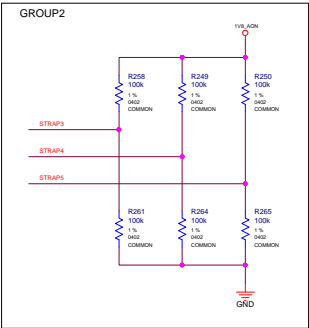 GROUP2
1V8_AON
R258
100k
1 %
0402
COMMON
R249
100k
1 %
0402
COMMON
R250
100k
1 %
0402
COMMON
STRAP3
STRAP4
STRAP5
R261
100k
1 %
0402
COMMON
R264
100k
1 %
0402
COMMON
R265
100k
1 %
0402
COMMON
GND